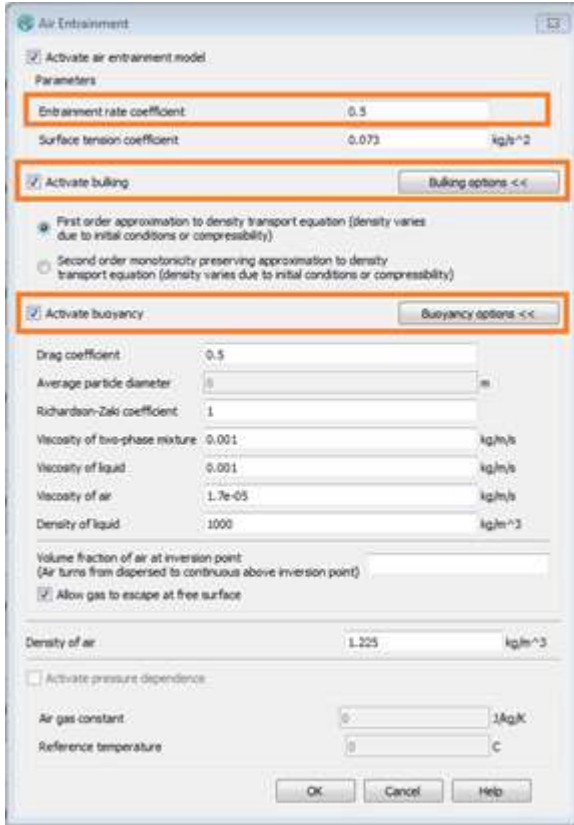 Air Entrainment
Activate air entrainment model
Parameters
Entrainment rate coefficient 0.5
Surface tension coefficient 0.073 kg/s^2
Activate bulking Bulking options <<
First order approximation to density transport equation (density varies
due to initial conditions or compressibility)
Second order monotonicity preserving approximation to density
transport equation (density varies due to initial conditions or compressibility)
Activate buoyancy Buoyancy options <<
Drag coefficient 0.5
Average particle diameter 0 m
Richardson-Zaki coefficient 1
Viscosity of two-phase mixture 0.001 kg/m/s
Viscosity of liquid 0.001 kg/m/s
Viscosity of air 1.7e-05 kg/m/s
Density of liquid 1000 kg/m^3
Volume fraction of air at inversion point
(Air turns from dispersed to continuous above inversion point)
Allow gas to escape at free surface
Density of air 1.225 kg/m^3
Activate pressure dependence
Air gas constant 0 J/kg/K
Reference temperature 0 C
OK Cancel Help